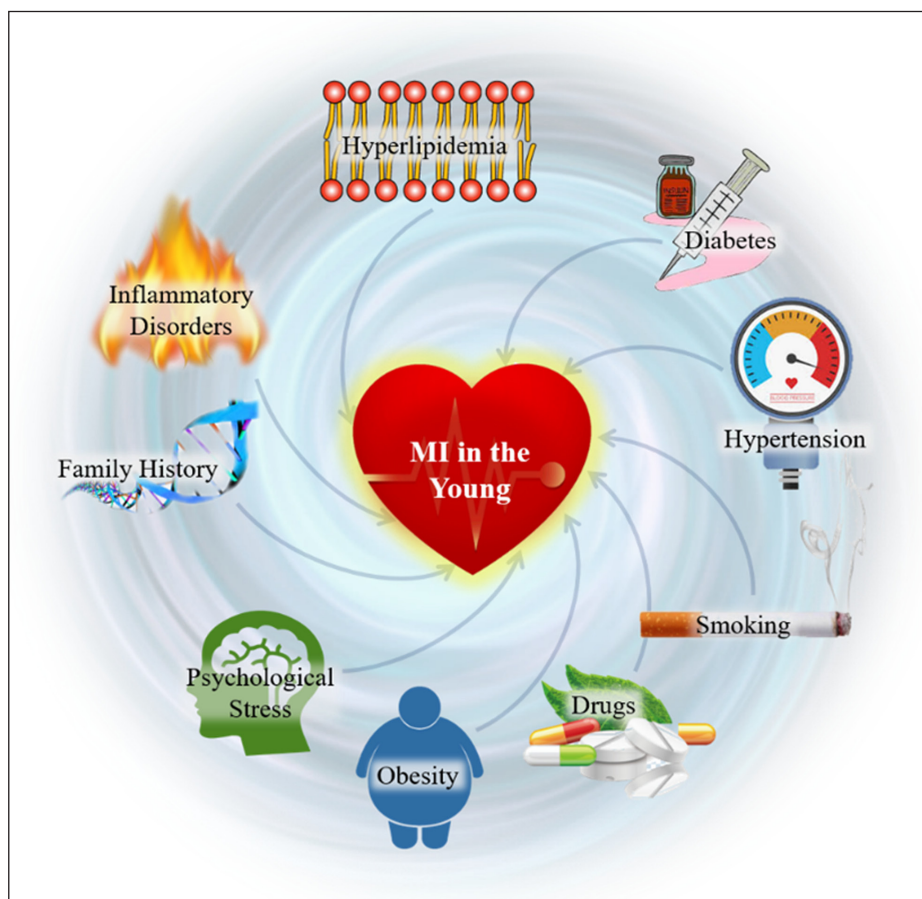 Hyperlipidemia
Diabetes
Inflammatory
Disorders
Hypertension
MI in the
Young
Family History
Smoking
Psychological
Stress
Drugs
Obesity